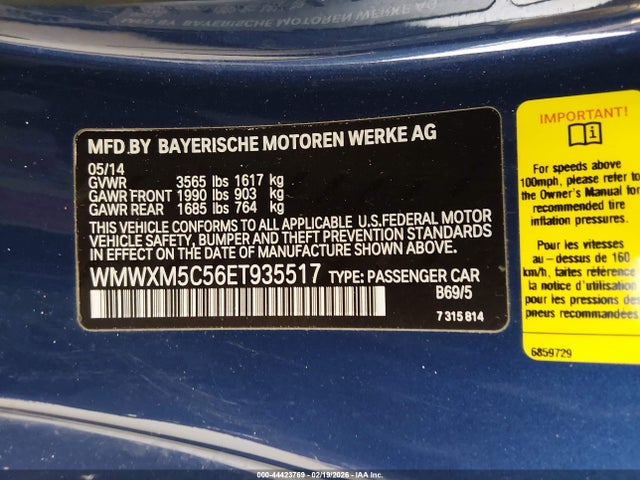 MFD.BY BAYERISCHE MOTOREN WERKE AG
05/14
GVWR 3565 lbs 1617 kg
GAWR FRONT 1990 lbs 903 kg
GAWR REAR 1685 lbs 764 kg
THIS VEHICLE CONFORMS TO ALL APPLICABLE U.S.FEDERAL MOTOR
VEHICLE SAFETY, BUMPER AND THEFT PREVENTION STANDARDS
IN EFFECT ON THE DATE OF MANUFACTURE SHOWN ABOVE.
WMWXM5C56ET935517 TYPE: PASSENGER CAR
B69/5
7 315 814
IMPORTANT
For speeds above
100mph, please refer to
the Owner's Manual for
recommended tire
inflation pressures.
Pour les vitesses
au - dessus de 160
km/h, faites référence
la notice d'utilisation
pour les pressions des
pneus recommandées
6859729
000-44423769 - 02/19/2026 - IAA Inc.